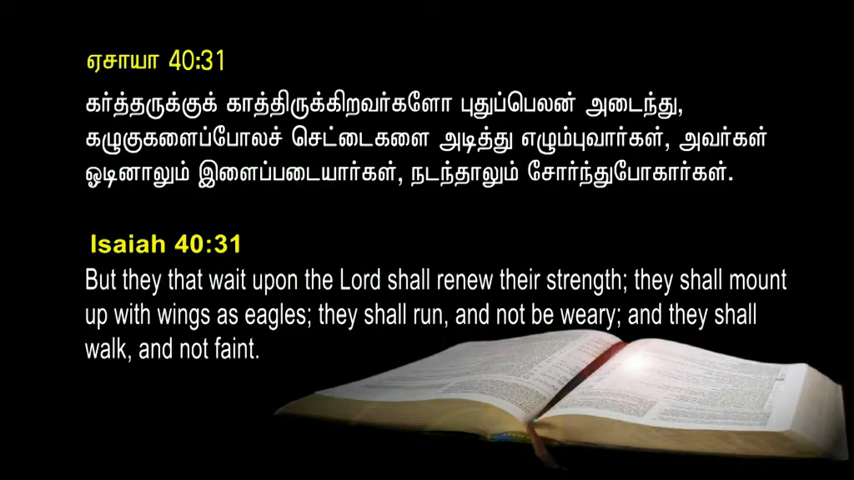 ஏசாயா 40:31
கர்த்தருக்குக் காத்திருக்கிறவர்களோ புதுப்பெலன் அடைந்து,
கழுகுகளைப்போலச் செட்டைகளை அடித்து எழும்புவார்கள், அவர்கள்
ஓடினாலும் இளைப்படையார்கள், நடந்தாலும் சோர்ந்துபோகார்கள்.
Isaiah 40:31
But they that wait upon the Lord shall renew their strength; they shall mount
up with wings as eagles; they shall run, and not be weary; and they shall
walk, and not faint.